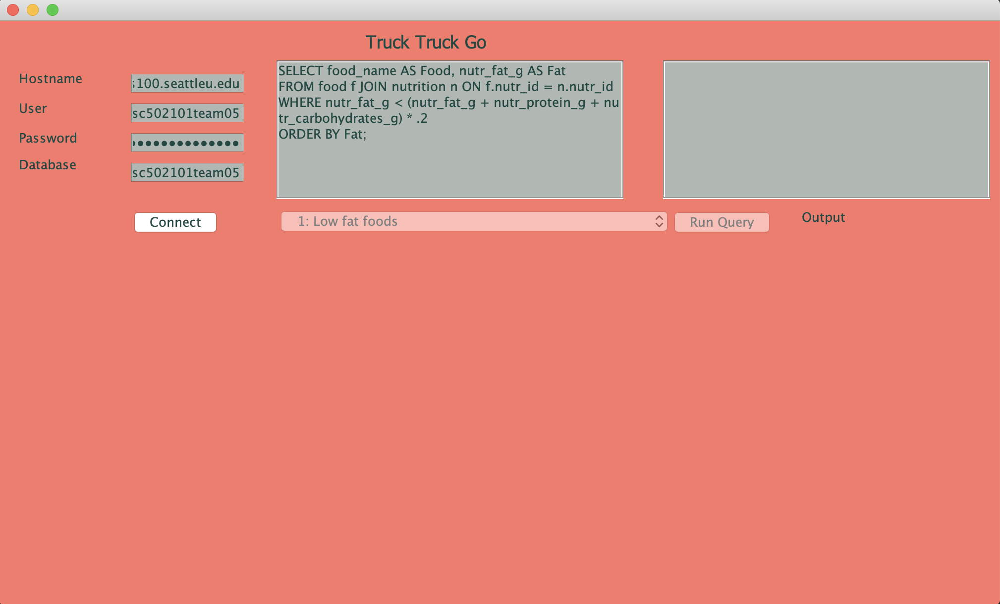 Truck Truck Go
Hostname
s100.seattleu.edu
User
sc502101team05
Password
Database
sc502101team05
SELECT food_name AS Food, nutr_fat_g AS Fat
FROM food f JOIN nutrition n ON f.nutr_id = n.nutr_id
WHERE nutr_fat_g < (nutr_fat_g + nutr_protein_g + nu
tr_carbohydrates_g) * .2
ORDER BY Fat;
Connect
1: Low fat foods
Run Query
Output